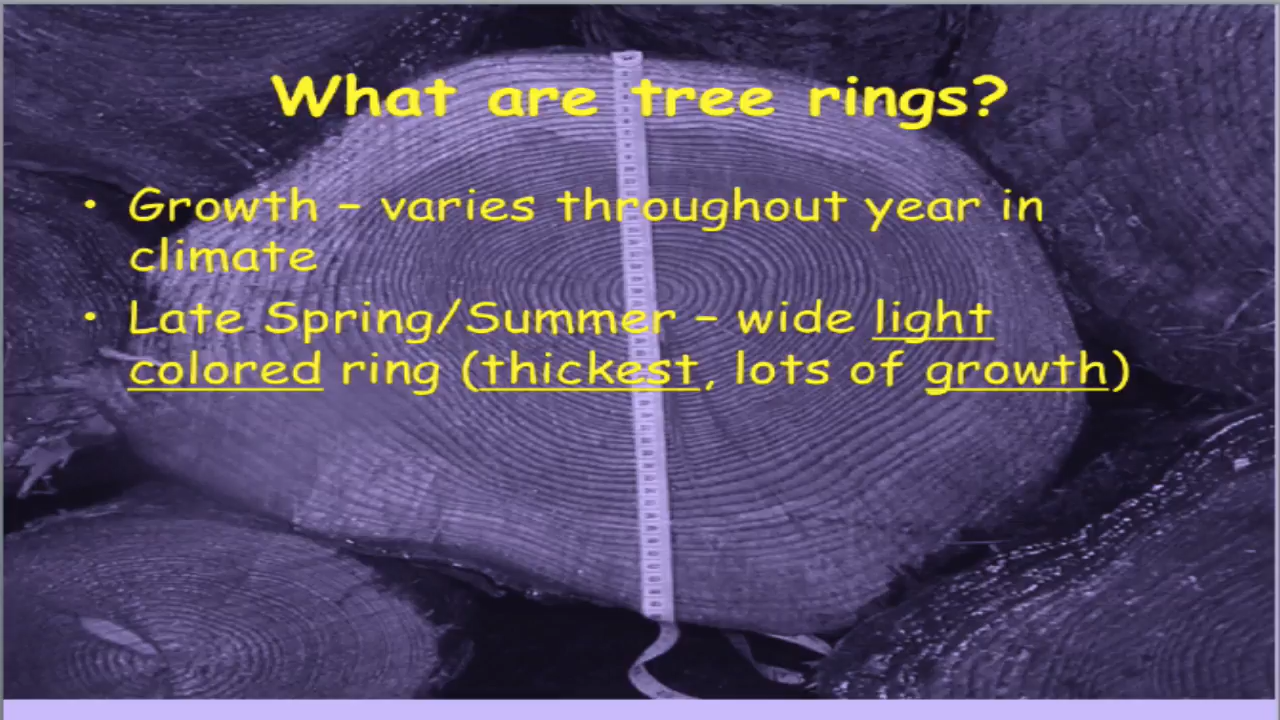 What are tree rings?
• Growth – varies throughout year in
climate
• Late Spring/Summer – wide light
colored ring (thickest, lots of growth)